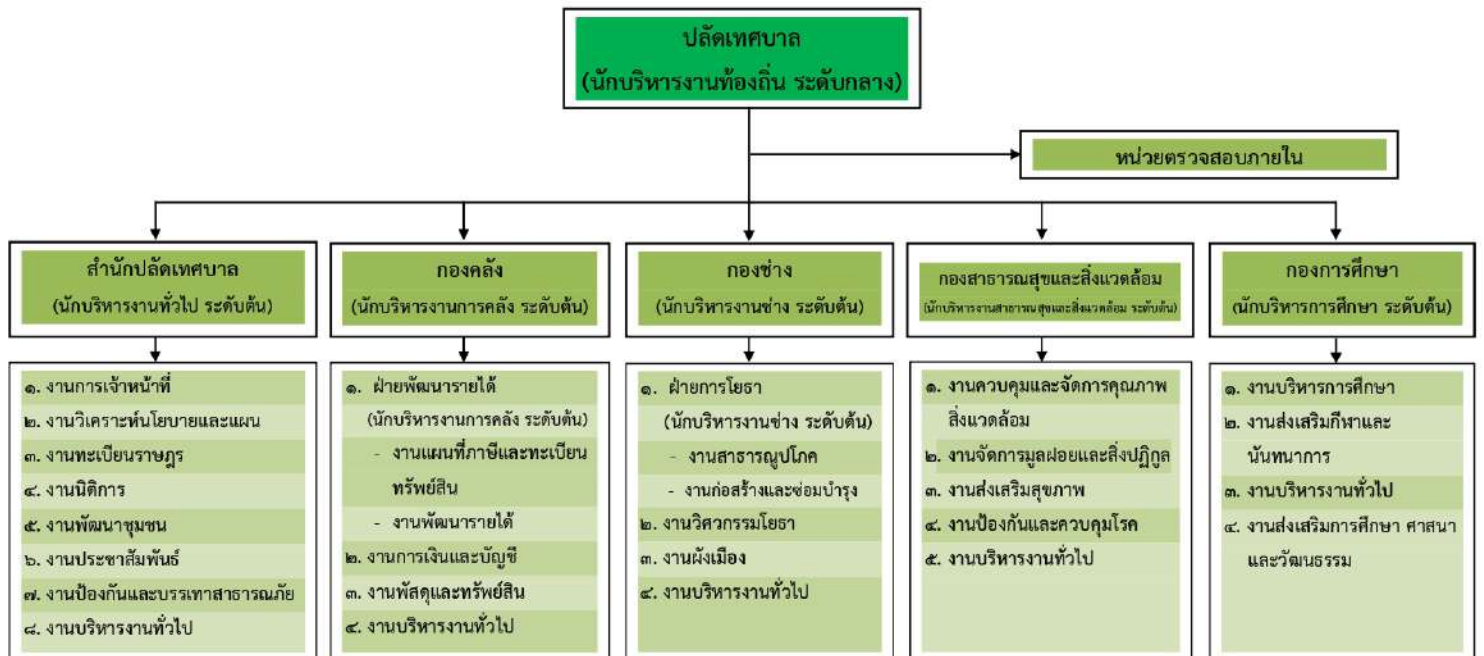 ปลัดเทศบาล
(นักบริหารงานท้องถิ่น ระดับกลาง)
หน่วยตรวจสอบภายใน
สำนักปลัดเทศบาล
(นักบริหารงานทั่วไป ระดับต้น)
๑. งานการเจ้าหน้าที่
๒. งานวิเคราะห์นโยบายและแผน
๓. งานทะเบียนราษฎร
๔. งานนิติการ
๕. งานพัฒนาชุมชน
๖. งานประชาสัมพันธ์
๗. งานป้องกันและบรรเทาสาธารณภัย
๘. งานบริหารงานทั่วไป
กองคลัง
(นักบริหารงานการคลัง ระดับต้น)
๑. ฝ่ายพัฒนารายได้
(นักบริหารงานการคลัง ระดับต้น)
- งานแผนที่ภาษีและทะเบียน
ทรัพย์สิน
- งานพัฒนารายได้
๒. งานการเงินและบัญชี
๓. งานพัสดุและทรัพย์สิน
๔. งานบริหารงานทั่วไป
กองช่าง
(นักบริหารงานช่าง ระดับต้น)
๑. ฝ่ายการโยธา
(นักบริหารงานช่าง ระดับต้น)
- งานสาธารณูปโภค
- งานก่อสร้างและซ่อมบำรุง
๒. งานวิศวกรรมโยธา
๓. งานผังเมือง
๔. งานบริหารงานทั่วไป
กองสาธารณสุขและสิ่งแวดล้อม
(นักบริหารงานสาธารณสุขและสิ่งแวดล้อม ระดับต้น)
๑. งานควบคุมและจัดการคุณภาพ
สิ่งแวดล้อม
๒. งานจัดการมูลฝอยและสิ่งปฏิกูล
๓. งานส่งเสริมสุขภาพ
๔. งานป้องกันและควบคุมโรค
๕. งานบริหารงานทั่วไป
กองการศึกษา
(นักบริหารการศึกษา ระดับต้น)
๑. งานบริหารการศึกษา
๒. งานส่งเสริมกีฬาและ
นันทนาการ
๓. งานบริหารงานทั่วไป
๔. งานส่งเสริมการศึกษา ศาสนา
และวัฒนธรรม